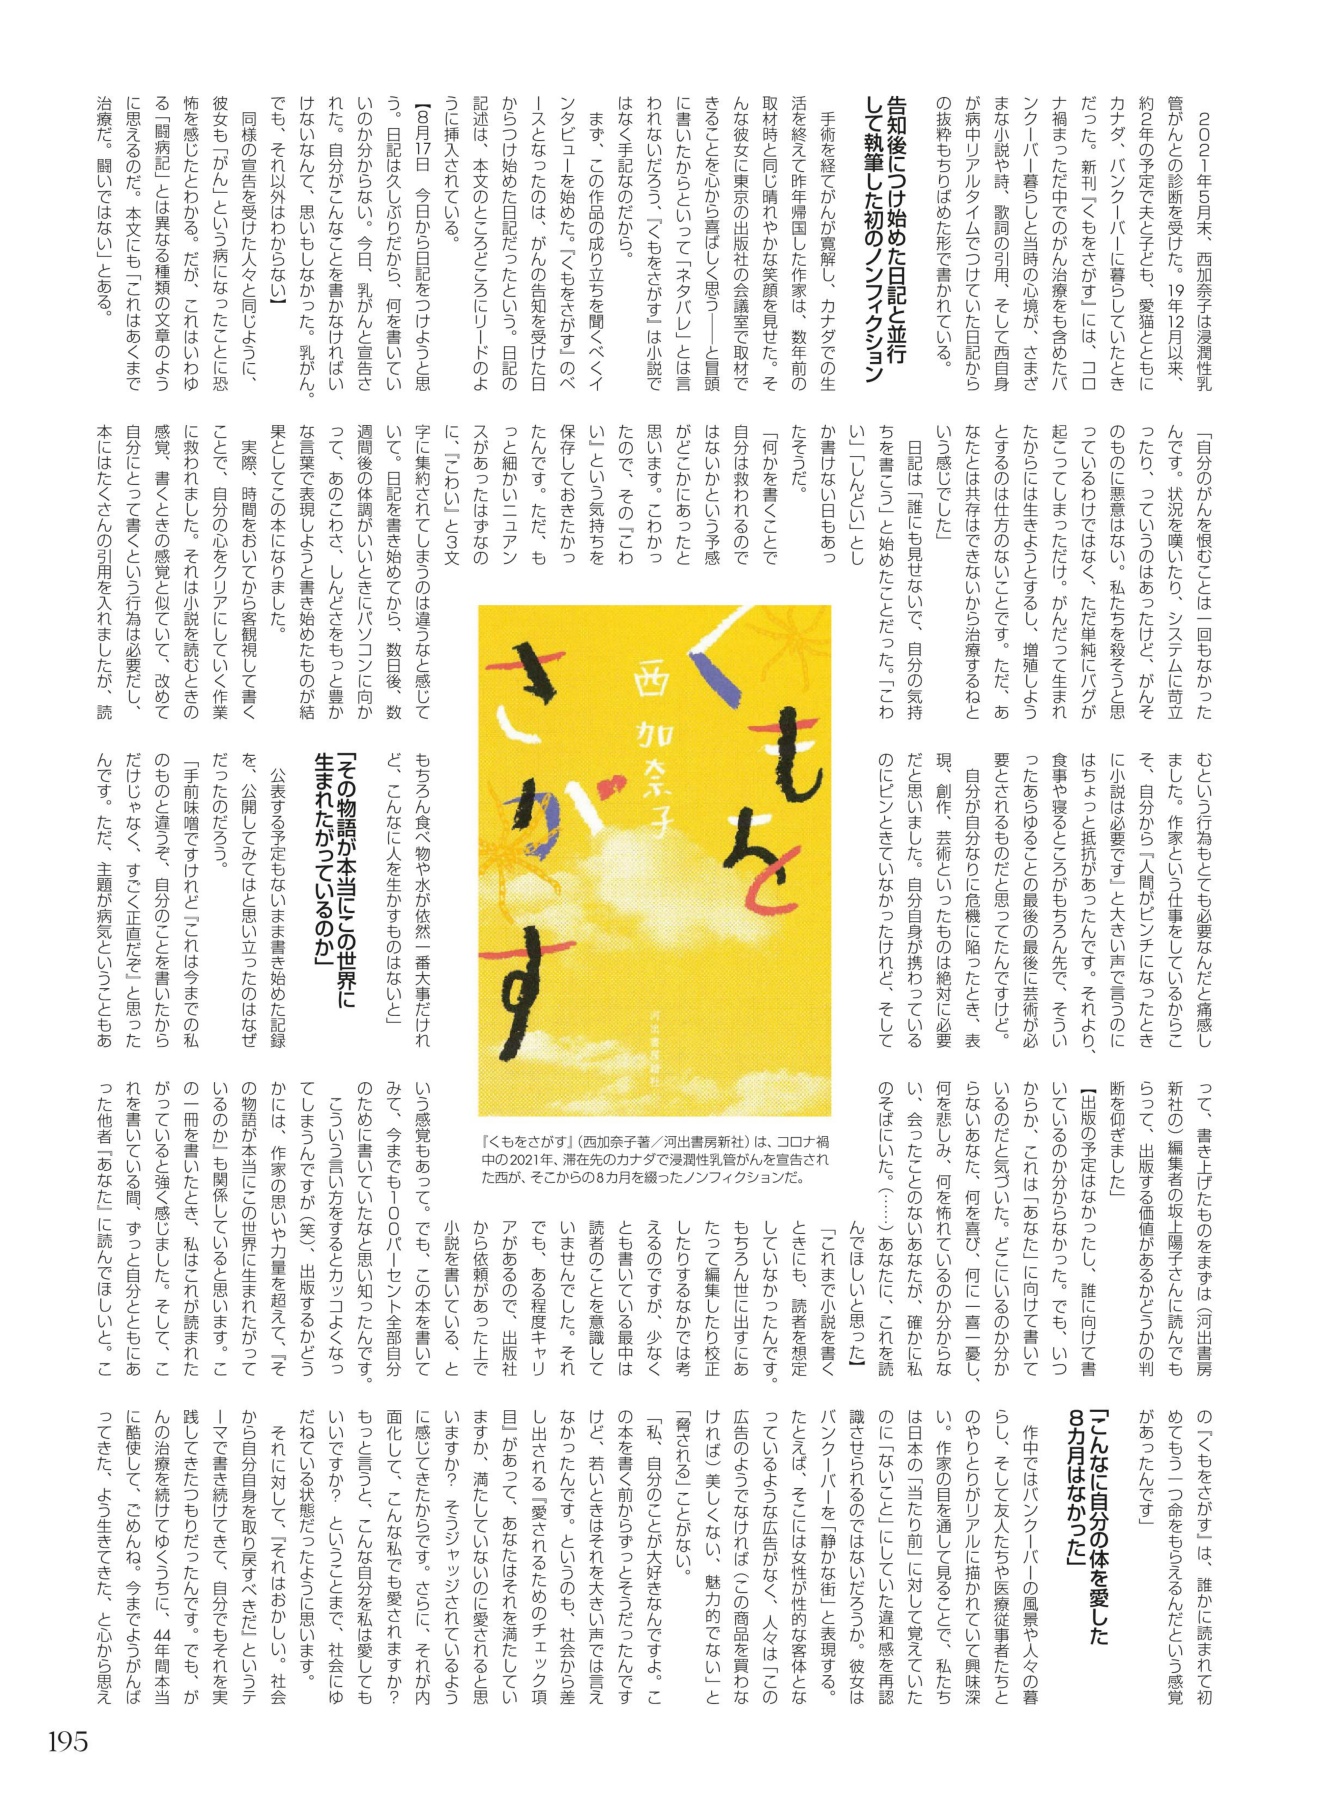 ２０２１年５月末、西加奈子は浸潤性乳
管がんとの診断を受けた。19年12月以来、
約２年の予定で夫と子ども、愛猫とともに
カナダ、バンクーバーに暮らしていたとき
だった。新刊『くもをさがす』には、コロ
ナ禍まっただ中でのがん治療をも含めたバ
ンクーバー暮らしと当時の心境が、さまざ
まな小説や詩、歌詞の引用、そして西自身
が病中リアルタイムでつけていた日記から
の抜粋もちりばめた形で書かれている。
告知後につけ始めた日記と並行
して執筆した初のノンフィクション
手術を経てがんが寛解し、カナダでの生
活を終えて昨年帰国した作家は、数年前の
取材時と同じ晴れやかな笑顔を見せた。そ
んな彼女に東京の出版社の会議室で取材で
きることを心から喜ばしく思う――と冒頭
に書いたからといって「ネタバレ」とは言
われないだろう、『くもをさがす』は小説で
はなく手記なのだから。
まず、この作品の成り立ちを聞くべくイ
ンタビューを始めた。『くもをさがす』のベ
ースとなったのは、がんの告知を受けた日
からつけ始めた日記だったという。日記の
記述は、本文のところどころにリードのよ
うに挿入されている。
【８月17日　今日から日記をつけようと思
う。日記は久しぶりだから、何を書いてい
いのか分からない。今日、乳がんと宣告さ
れた。自分がこんなことを書かなければい
けないなんて、思いもしなかった。乳がん。
でも、それ以外はわからない】
同様の宣告を受けた人々と同じように、
彼女も「がん」という病になったことに恐
怖を感じたとわかる。だが、これはいわゆ
る「闘病記」とは異なる種類の文章のよう
に思えるのだ。本文にも「これはあくまで
治療だ。闘いではない」とある。
「自分のがんを恨むことは一回もなかった
んです。状況を嘆いたり、システムに苛立
ったり、っていうのはあったけど、がんそ
のものに悪意はない。私たちを殺そうと思
っているわけではなく、ただ単純にバグが
起こってしまっただけ。がんだって生まれ
たからには生きようとするし、増殖しよう
とするのは仕方のないことです。ただ、あ
なたとは共存はできないから治療するねと
いう感じでした」
日記は「誰にも見せないで、自分の気持
ちを書こう」と始めたことだった。「こわ
い」「しんどい」とし
か書けない日もあっ
たそうだ。
「何かを書くことで
自分は救われるので
はないかという予感
がどこかにあったと
思います。こわかっ
たので、その『こわ
い』という気持ちを
保存しておきたかっ
たんです。ただ、も
っと細かいニュアン
スがあったはずなの
に、『こわい』と３文
字に集約されてしまうのは違うなと感じて
いて。日記を書き始めてから、数日後、数
週間後の体調がいいときにパソコンに向か
って、あのこわさ、しんどさをもっと豊か
な言葉で表現しようと書き始めたものが結
果としてこの本になりました。
実際、時間をおいてから客観視して書く
ことで、自分の心をクリアにしていく作業
に救われました。それは小説を読むときの
感覚、書くときの感覚と似ていて、改めて
自分にとって書くという行為は必要だし、
本にはたくさんの引用を入れましたが、読
むという行為もとても必要なんだと痛感し
ました。作家という仕事をしているからこ
そ、自分から『人間がピンチになったとき
に小説は必要です』と大きい声で言うのに
はちょっと抵抗があったんです。それより、
食事や寝るところがもちろん先で、そうい
ったあらゆることの最後の最後に芸術が必
要とされるものだと思ってたんですけど。
自分が自分なりに危機に陥ったとき、表
現、創作、芸術といったものは絶対に必要
だと思いました。自分自身が携わっている
のにピンときていなかったけれど、そして
もちろん食べ物や水が依然一番大事だけれ
ど、こんなに人を生かすものはないと」
「その物語が本当にこの世界に
生まれたがっているのか」
公表する予定もないまま書き始めた記録
を、公開してみてはと思い立ったのはなぜ
だったのだろう。
「手前味噌ですけれど『これは今までの私
のものと違うぞ、自分のことを書いたから
だけじゃなく、すごく正直だぞ』と思った
んです。ただ、主題が病気ということもあ
って、書き上げたものをまずは（河出書房
新社の）編集者の坂上陽子さんに読んでも
らって、出版する価値があるかどうかの判
断を仰ぎました」
【出版の予定はなかったし、誰に向けて書
いているのか分からなかった。でも、いつ
からか、これは「あなた」に向けて書いて
いるのだと気づいた。どこにいるのか分か
らないあなた、何を喜び、何に一喜一憂し、
何を悲しみ、何を怖れているのか分からな
い、会ったことのないあなたが、確かに私
のそばにいた。（……）あなたに、これを読
んでほしいと思った】
「これまで小説を書く
ときにも、読者を想定
していなかったんです。
もちろん世に出すにあ
たって編集したり校正
したりするなかでは考
えるのですが、少なく
とも書いている最中は
読者のことを意識して
いませんでした。それ
でも、ある程度キャリ
アがあるので、出版社
から依頼があった上で
小説を書いている、と
いう感覚もあって。でも、この本を書いて
みて、今までも１００パーセント全部自分
のために書いていたなと思い知ったんです。
こういう言い方をするとカッコよくなっ
てしまうんですが（笑）、出版するかどう
かには、作家の思いや力量を超えて、『そ
の物語が本当にこの世界に生まれたがって
いるのか』も関係していると思います。こ
の一冊を書いたとき、私はこれが読まれた
がっていると強く感じました。そして、こ
れを書いている間、ずっと自分とともにあ
った他者『あなた』に読んでほしいと。こ
の『くもをさがす』は、誰かに読まれて初
めてもう一つ命をもらえるんだという感覚
があったんです」
「こんなに自分の体を愛した
８カ月はなかった」
作中ではバンクーバーの風景や人々の暮
らし、そして友人たちや医療従事者たちと
のやりとりがリアルに描かれていて興味深
い。作家の目を通して見ることで、私たち
は日本の「当たり前」に対して覚えていた
のに「ないこと」にしていた違和感を再認
識させられるのではないだろうか。彼女は
バンクーバーを「静かな街」と表現する。
たとえば、そこには女性が性的な客体とな
っているような広告がなく、人々は「この
広告のようでなければ（この商品を買わな
ければ）美しくない、魅力的でない」と
「脅される」ことがない。
「私、自分のことが大好きなんですよ。こ
の本を書く前からずっとそうだったんです
けど、若いときはそれを大きい声では言え
なかったんです。というのも、社会から差
し出される『愛されるためのチェック項
目』があって、あなたはそれを満たしてい
ますか、満たしていないのに愛されると思
いますか？　そうジャッジされているよう
に感じてきたからです。さらに、それが内
面化して、こんな私でも愛されますか？
もっと言うと、こんな自分を私は愛しても
いいですか？　ということまで、社会にゆ
だねている状態だったように思います。
それに対して、『それはおかしい。社会
から自分自身を取り戻すべきだ』というテ
ーマで書き続けてきて、自分でもそれを実
践してきたつもりだったんです。でも、が
んの治療を続けてゆくうちに、44年間本当
に酷使して、ごめんね。今までようがんば
ってきた、よう生きてきた、と心から思え
くもを
さがす
西加奈子
河出書房新社
『くもをさがす』（西加奈子著／河出書房新社）は、コロナ禍
中の2021年、滞在先のカナダで浸潤性乳管がんを宣告され
た西が、そこからの8カ月を綴ったノンフィクションだ。
195